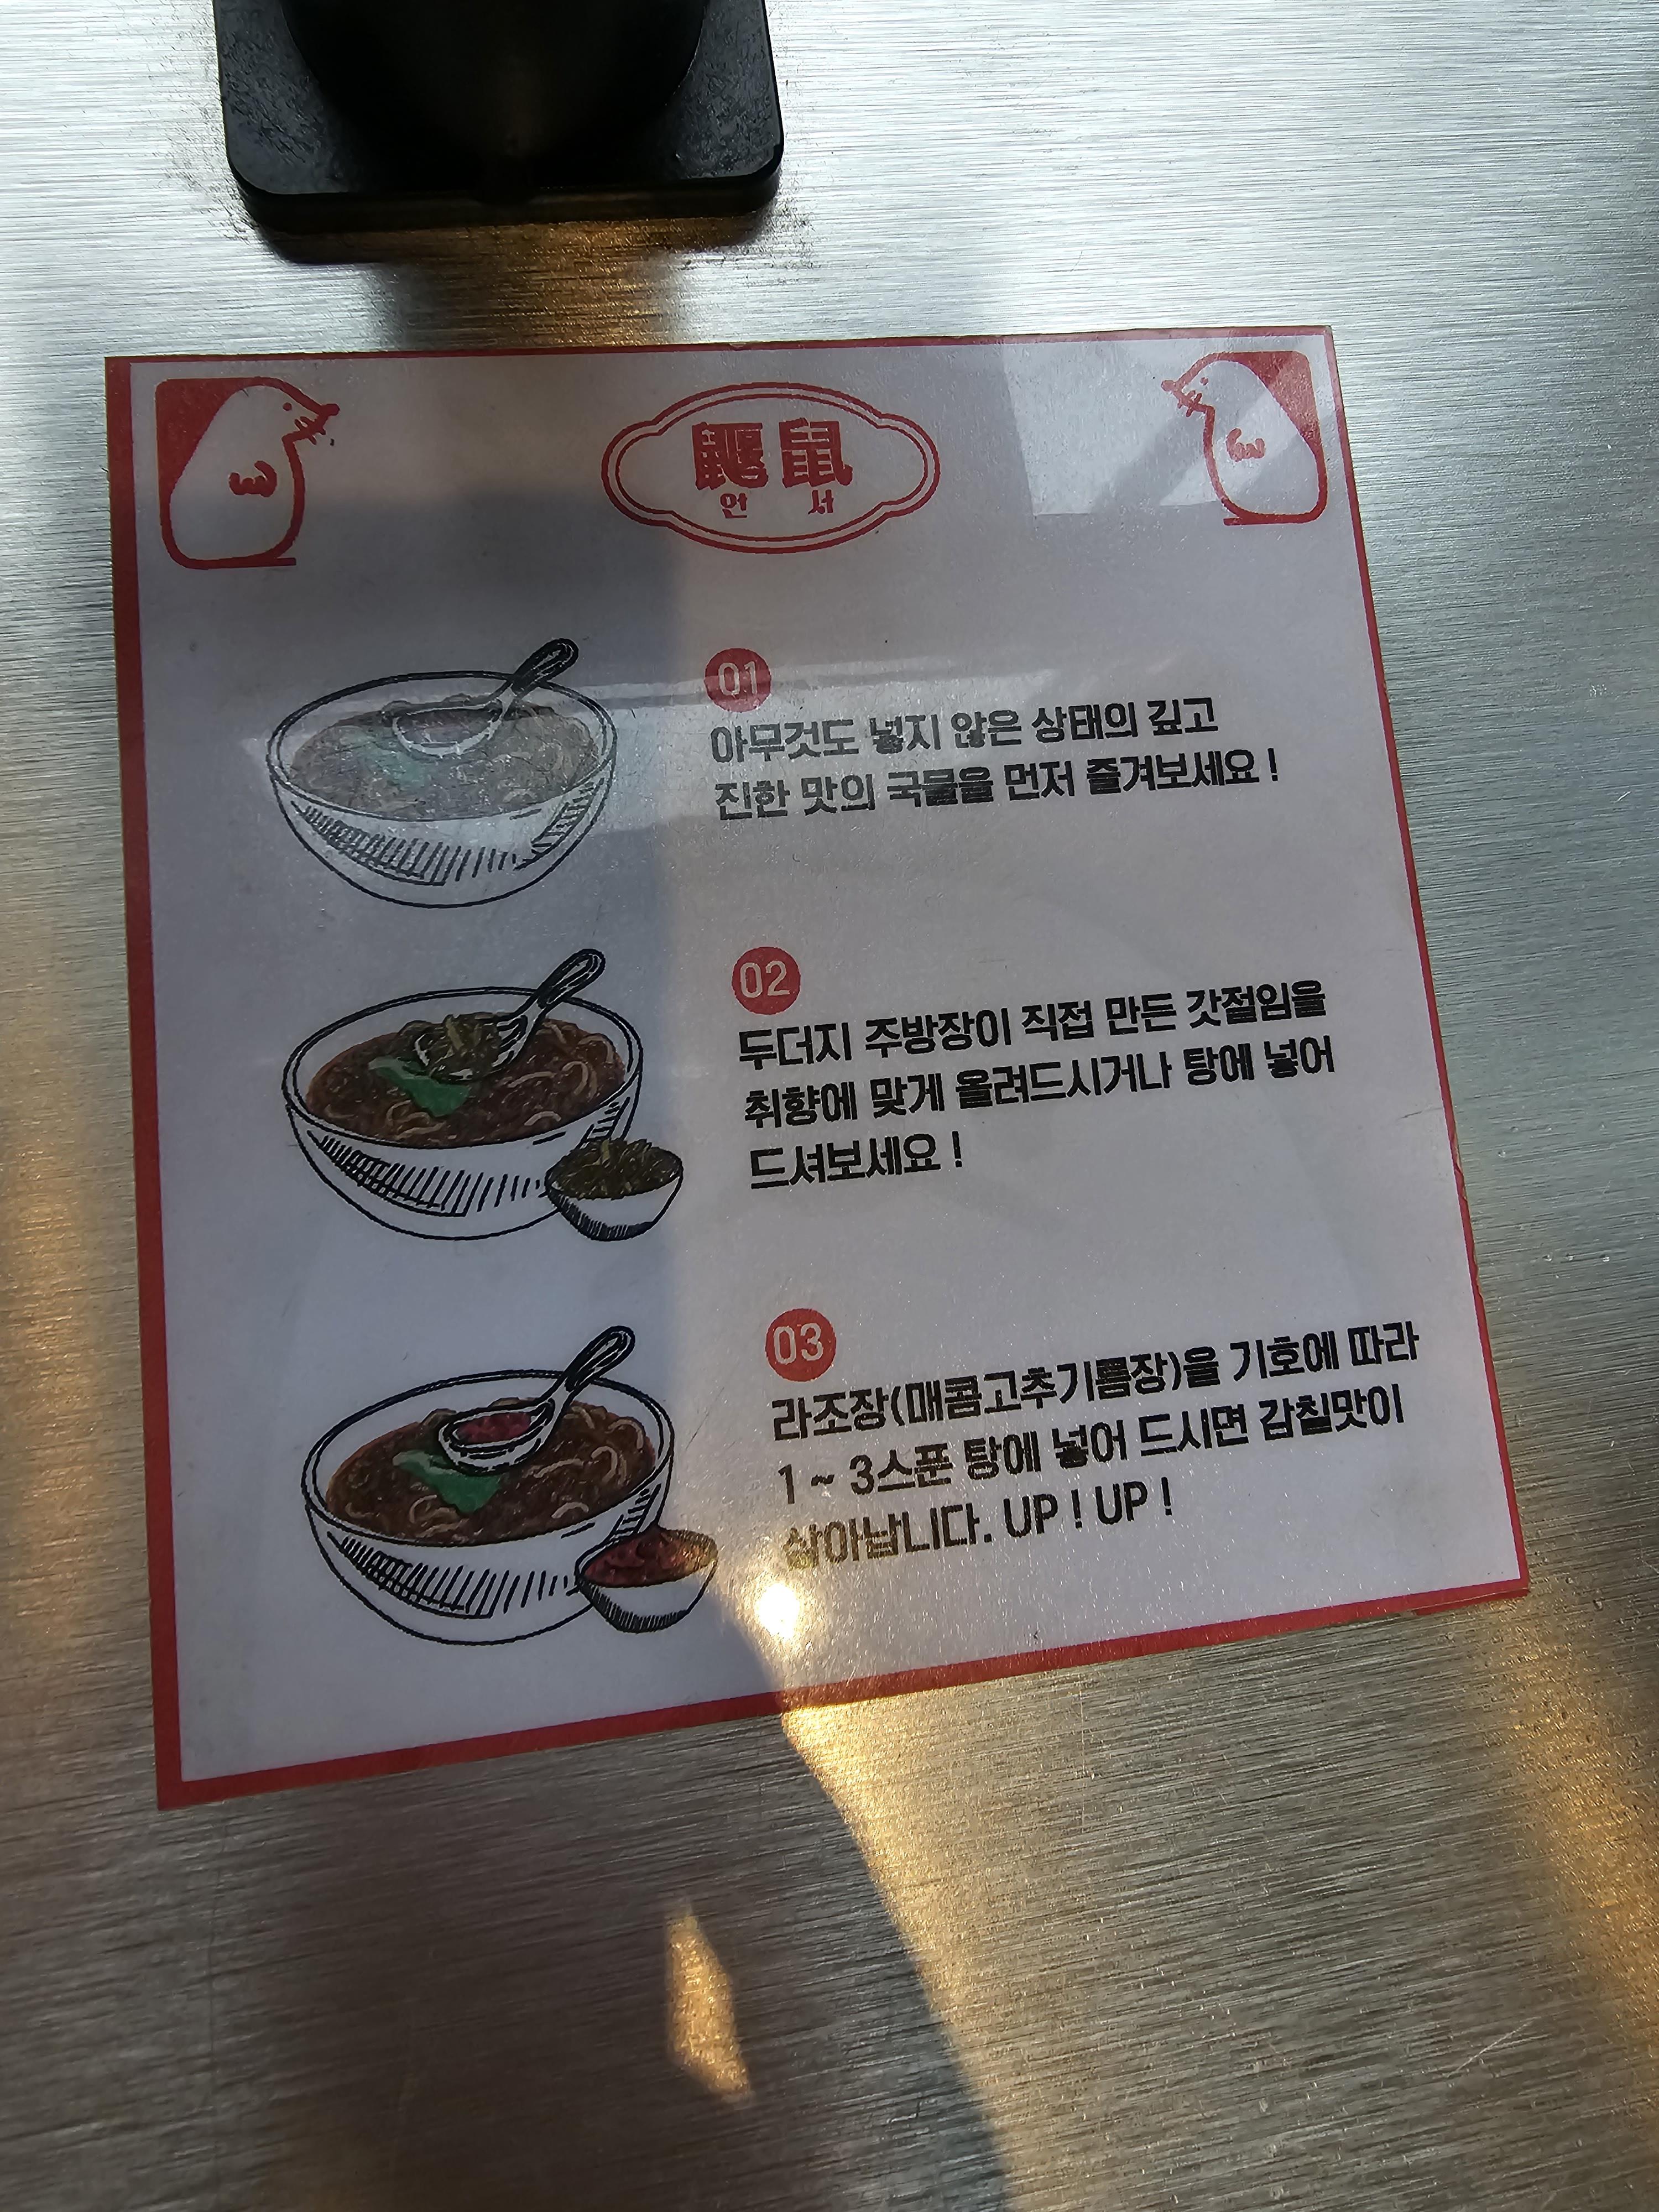 鼴鼠
언 서
01
아무것도 넣지 않은 상태의 깊고
진한 맛의 국물을 먼저 즐겨보세요 !
02
두더지 주방장이 직접 만든 갓절임을
취향에 맞게 올려드시거나 탕에 넣어
드셔보세요 !
03
라조장(매콤고추기름장)을 기호에 따라
1 ~ 3스푼 탕에 넣어 드시면 감칠맛이
살아납니다. UP ! UP !